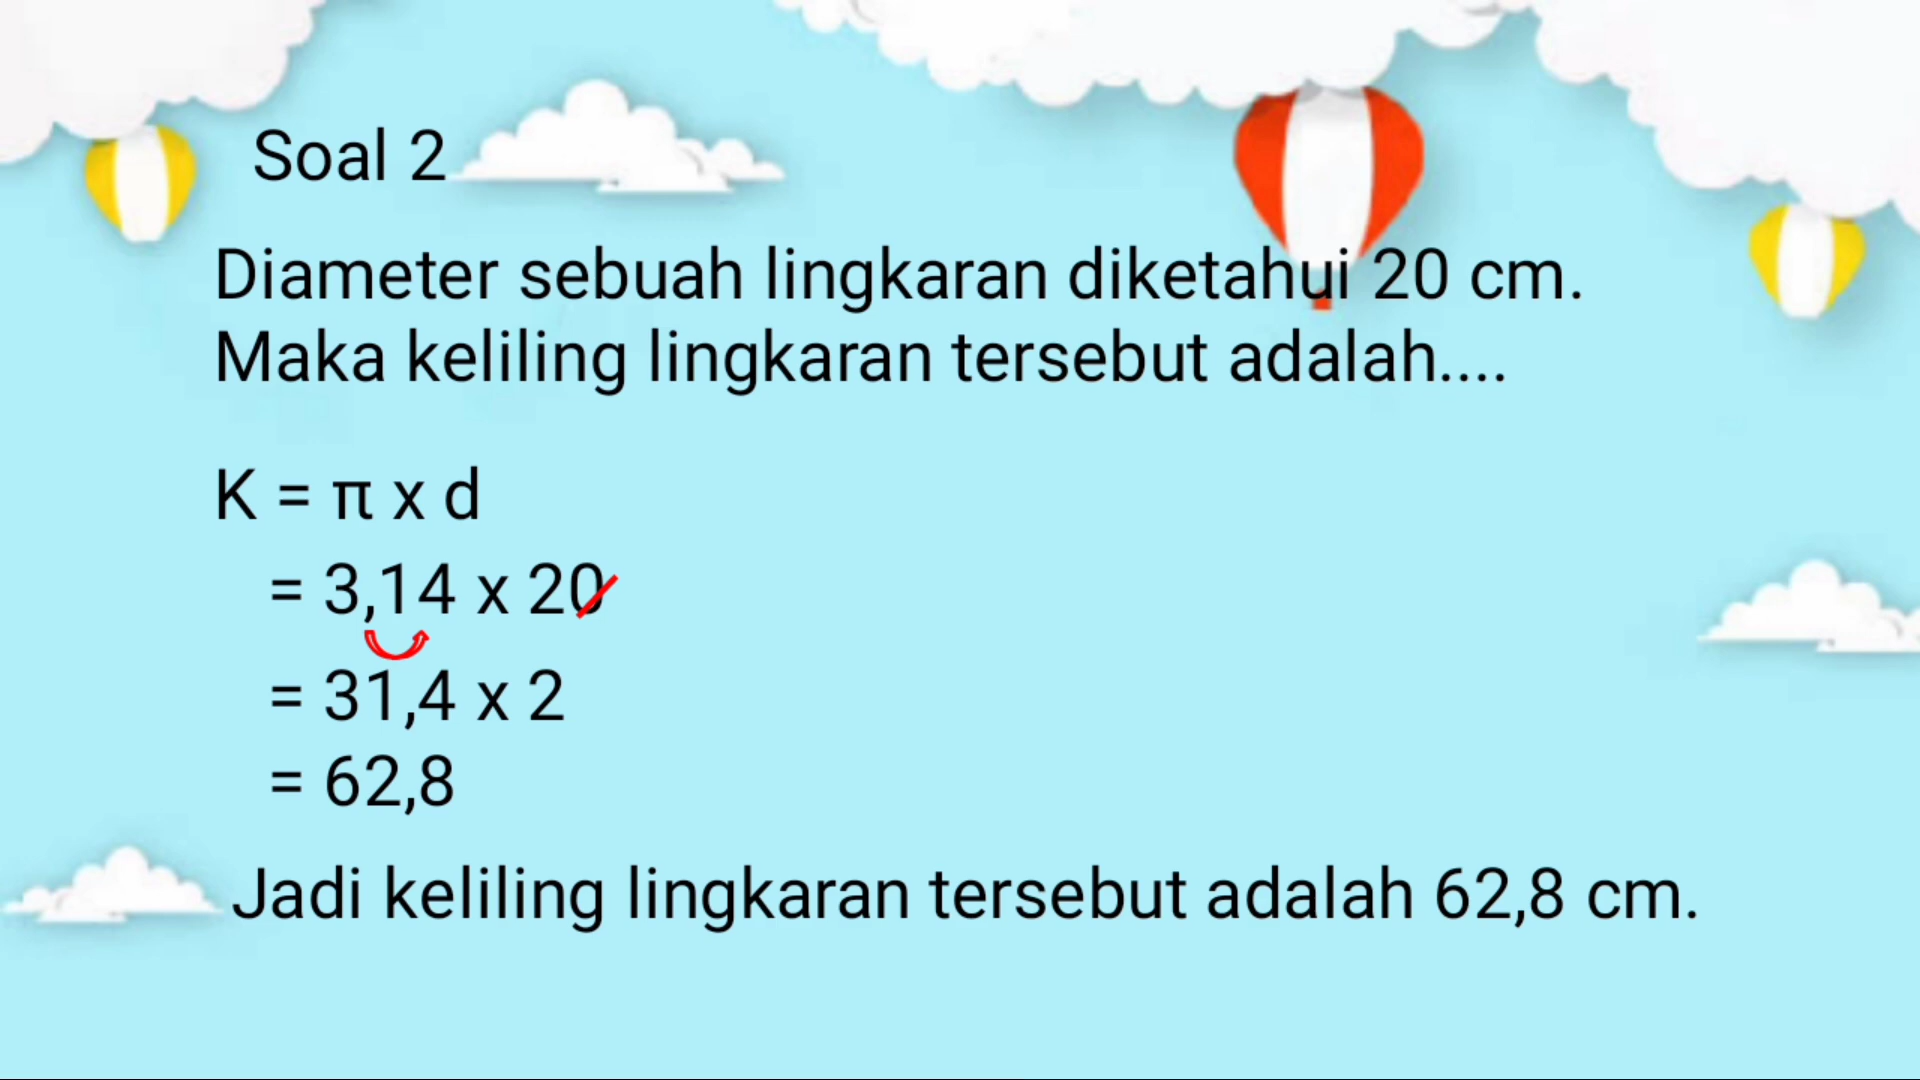 Soal 2
Diameter sebuah lingkaran diketahui 20 cm.
Maka keliling lingkaran tersebut adalah....
K = π x d
= 3,14 x 20
= 31,4 x 2
= 62,8
Jadi keliling lingkaran tersebut adalah 62,8 cm.